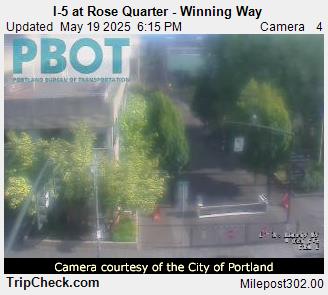 I-5 at Rose Quarter - Winning Way
Updated May 19 2025 6:15 PM Camera 4
PBOT
PORTLAND BUREAU OF TRANSPORTATION
Camera courtesy of the City of Portland
TripCheck.com Milepost302.00